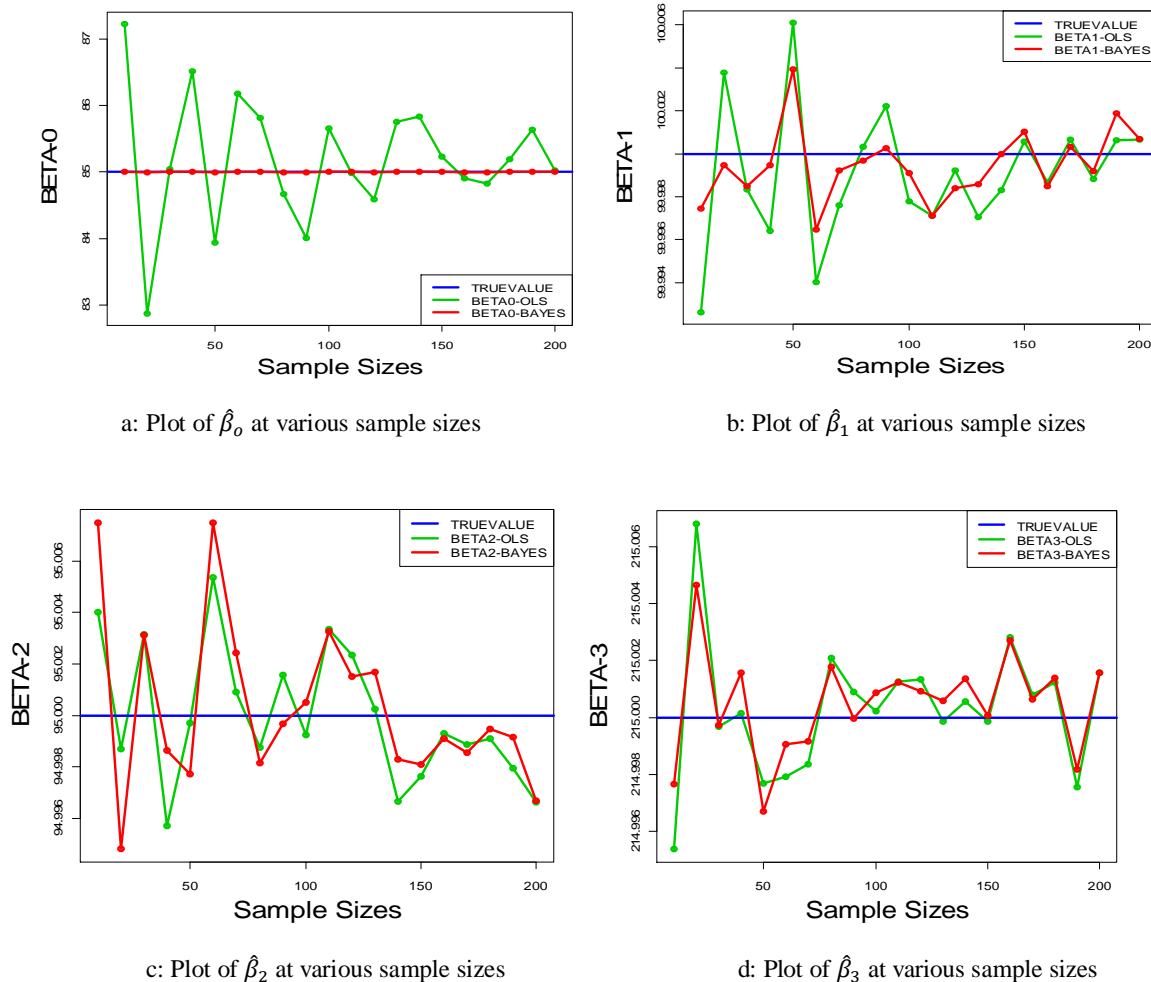 BETA-0
87
86
85
84
83
TRUEVALUE
BETA0-OLS
BETA0-BAYES
50 100 150 200
Sample Sizes
a: Plot of β̂ₒ at various sample sizes
BETA-1
100.006
100.002
99.998
99.996
99.994
TRUEVALUE
BETA1-OLS
BETA1-BAYES
50 100 150 200
Sample Sizes
b: Plot of β̂₁ at various sample sizes
BETA-2
95.006
95.004
95.002
95.000
94.998
94.996
TRUEVALUE
BETA2-OLS
BETA2-BAYES
50 100 150 200
Sample Sizes
c: Plot of β̂₂ at various sample sizes
BETA-3
215.006
215.004
215.002
215.000
214.998
214.996
TRUEVALUE
BETA3-OLS
BETA3-BAYES
50 100 150 200
Sample Sizes
d: Plot of β̂₃ at various sample sizes